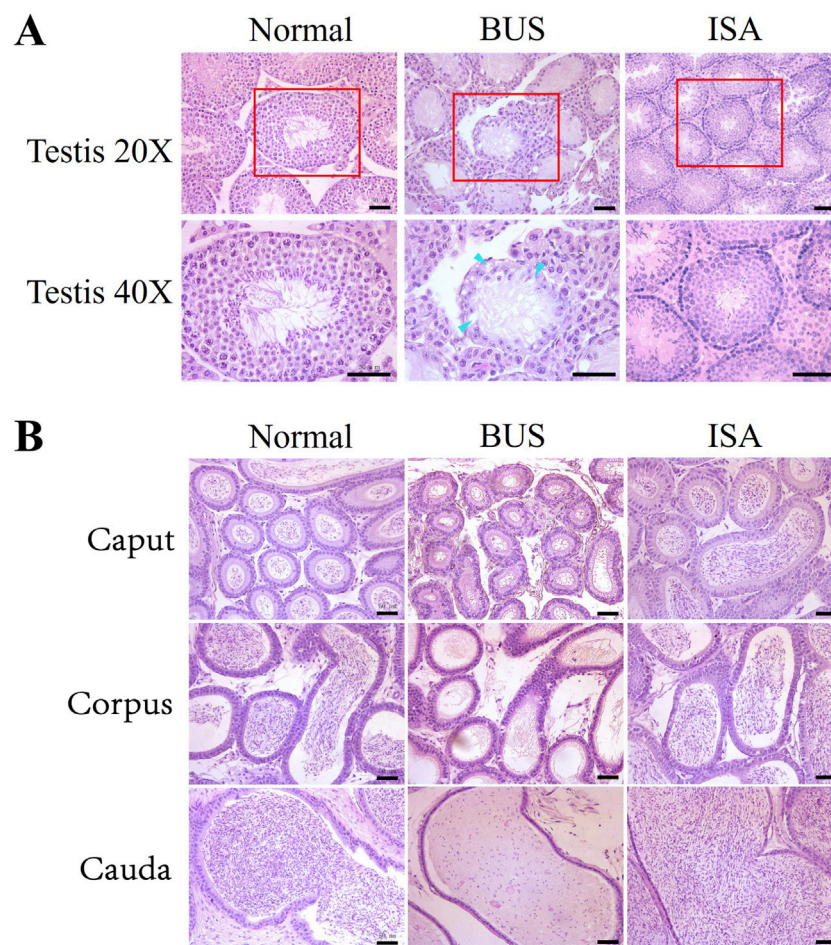 A
Normal BUS ISA
Testis 20X
Testis 40X
B
Normal BUS ISA
Caput
Corpus
Cauda